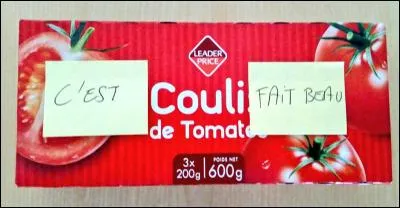 LEADER
PRICE
C'EST
Couli
FAIT BEAU
de Tomates
3x
200g
POIDS NET
600g